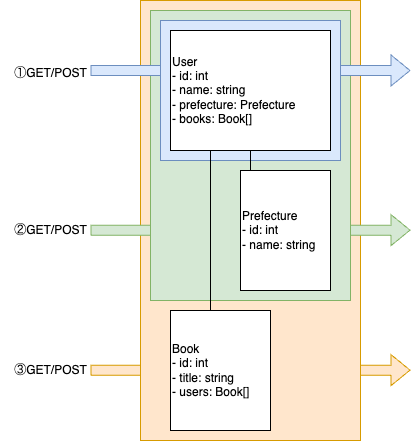 User
- id: int
①GET/POST
- name: string
- prefecture: Prefecture
- books: Book[]
Prefecture
②GET/POST
- id: int
- name: string
Book
- id: int
③GET/POST
- title: string
- users: Book[]